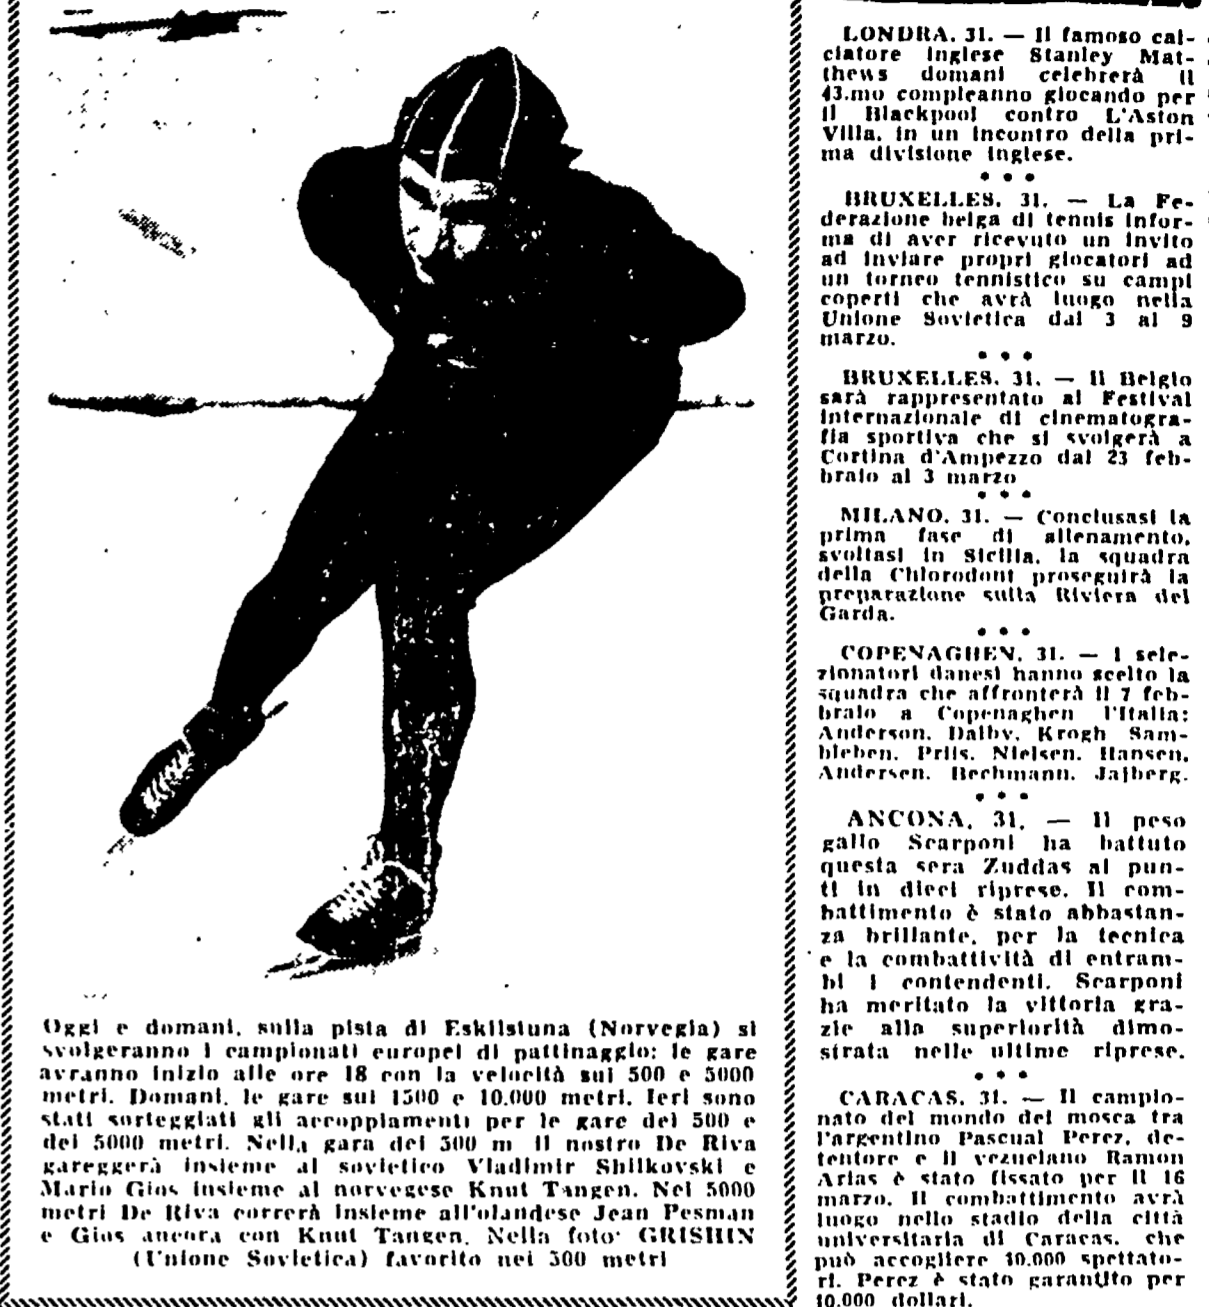 Oggi e domani, sulla pista di Eskilstuna (Norvegia) si
svolgeranno i campionati europei di pattinaggio: le gare
avranno inizio alle ore 18 con la velocità sui 500 e 5000
metri. Domani, le gare sui 1500 e 10.000 metri. Ieri sono
stati sorteggiati gli accoppiamenti per le gare dei 500 e
dei 5000 metri. Nella gara dei 500 m il nostro De Riva
gareggerà insieme al sovietico Vladimir Shilkovski e
Mario Gios insieme al norvegese Knut Tangen. Nei 5000
metri De Riva correrà insieme all'olandese Jean Pesman
e Gios ancora con Knut Tangen. Nella foto: GRISHIN
(Unione Sovietica) favorito nei 500 metri
LONDRA, 31. — Il famoso cal-
ciatore inglese Stanley Mat-
thews domani celebrerà il
43.mo compleanno giocando per
il Blackpool contro L'Aston
Villa, in un incontro della pri-
ma divisione inglese.
• • •
BRUXELLES, 31. — La Fe-
derazione belga di tennis infor-
ma di aver ricevuto un invito
ad inviare propri giocatori ad
un torneo tennistico su campi
coperti che avrà luogo nella
Unione Sovietica dal 3 al 9
marzo.
• • •
BRUXELLES, 31. — Il Belgio
sarà rappresentato al Festival
internazionale di cinematogra-
fia sportiva che si svolgerà a
Cortina d'Ampezzo dal 23 feb-
braio al 3 marzo
• • •
MILANO, 31. — Conclusasi la
prima fase di allenamento,
svoltasi in Sicilia, la squadra
della Chlorodont proseguirà la
preparazione sulla Riviera del
Garda.
• • •
COPENAGHEN, 31. — I sele-
zionatori danesi hanno scelto la
squadra che affronterà il 7 feb-
braio a Copenaghen l'Italia:
Anderson, Dalby, Krogh Sam-
bleben, Priis, Nielsen, Hansen,
Andersen, Bechmann, Jalberg.
• • •
ANCONA, 31. — Il peso
gallo Scarponi ha battuto
questa sera Zuddas ai pun-
ti in dieci riprese. Il com-
battimento è stato abbastan-
za brillante, per la tecnica
e la combattività di entram-
bi i contendenti. Scarponi
ha meritato la vittoria gra-
zie alla superiorità dimo-
strata nelle ultime riprese.
• • •
CARACAS, 31. — Il campio-
nato del mondo dei mosca tra
l'argentino Pascual Perez, de-
tentore e il vezuelano Ramon
Arias è stato fissato per il 16
marzo. Il combattimento avrà
luogo nello stadio della città
universitaria di Caracas, che
può accogliere 40.000 spettato-
ri. Perez è stato garantito per
10.000 dollari.